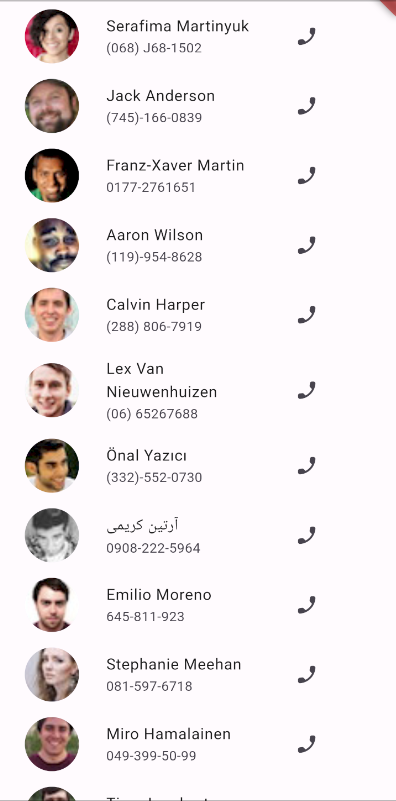 Serafima Martinyuk
(068) J68-1502
Jack Anderson
(745)-166-0839
Franz-Xaver Martin
0177-2761651
Aaron Wilson
(119)-954-8628
Calvin Harper
(288) 806-7919
Lex Van
Nieuwenhuizen
(06) 65267688
Önal Yazıcı
(332)-552-0730
آرتین کریمی
0908-222-5964
Emilio Moreno
645-811-923
Stephanie Meehan
081-597-6718
Miro Hamalainen
049-399-50-99